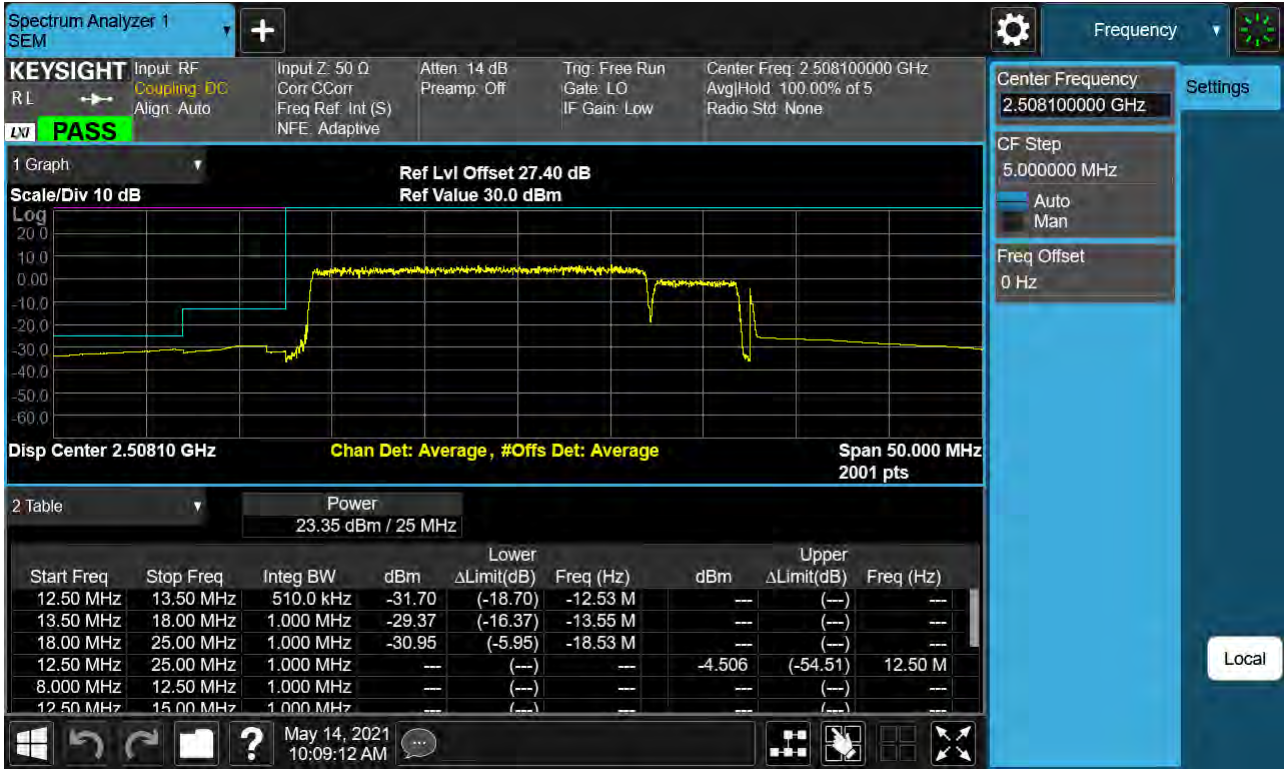 Spectrum Analyzer 1
SEM
Frequency
KEYSIGHT
RL
LXI PASS
Input: RF
Coupling: DC
Align: Auto
Input Z: 50 Ω
Corr CCorr
Freq Ref: Int (S)
NFE: Adaptive
Atten: 14 dB
Preamp: Off
Trig: Free Run
Gate: LO
IF Gain: Low
Center Freq: 2.508100000 GHz
Avg|Hold: 100.00% of 5
Radio Std: None
Center Frequency
2.508100000 GHz
Settings
CF Step
5.000000 MHz
Auto
Man
Freq Offset
0 Hz
1 Graph
Scale/Div 10 dB
Ref Lvl Offset 27.40 dB
Ref Value 30.0 dBm
Log
20.0
10.0
0.00
-10.0
-20.0
-30.0
-40.0
-50.0
-60.0
Disp Center 2.50810 GHz
Chan Det: Average, #Offs Det: Average
Span 50.000 MHz
2001 pts
2 Table
Power
23.35 dBm / 25 MHz
Lower Upper
Start Freq Stop Freq Integ BW dBm ΔLimit(dB) Freq (Hz) dBm ΔLimit(dB) Freq (Hz)
12.50 MHz 13.50 MHz 510.0 kHz -31.70 (-18.70) -12.53 M --- (---) ---
13.50 MHz 18.00 MHz 1.000 MHz -29.37 (-16.37) -13.55 M --- (---) ---
18.00 MHz 25.00 MHz 1.000 MHz -30.95 (-5.95) -18.53 M --- (---) ---
12.50 MHz 25.00 MHz 1.000 MHz --- (---) --- -4.506 (-54.51) 12.50 M
8.000 MHz 12.50 MHz 1.000 MHz --- (---) --- --- (---) ---
12.50 MHz 15.00 MHz 1.000 MHz --- (---) --- --- (---) ---
Local
?
May 14, 2021
10:09:12 AM